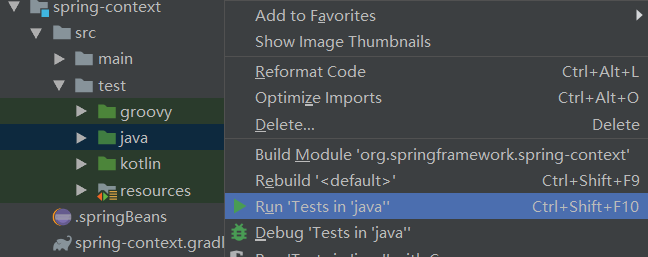 spring-context
src
main
test
groovy
java
kotlin
resources
.springBeans
spring-context.gradl
Add to Favorites
Show Image Thumbnails
Reformat Code Ctrl+Alt+L
Optimize Imports Ctrl+Alt+O
Delete... Delete
Build Module 'org.springframework.spring-context'
Rebuild '<default>' Ctrl+Shift+F9
Run 'Tests in 'java'' Ctrl+Shift+F10
Debug 'Tests in 'java''